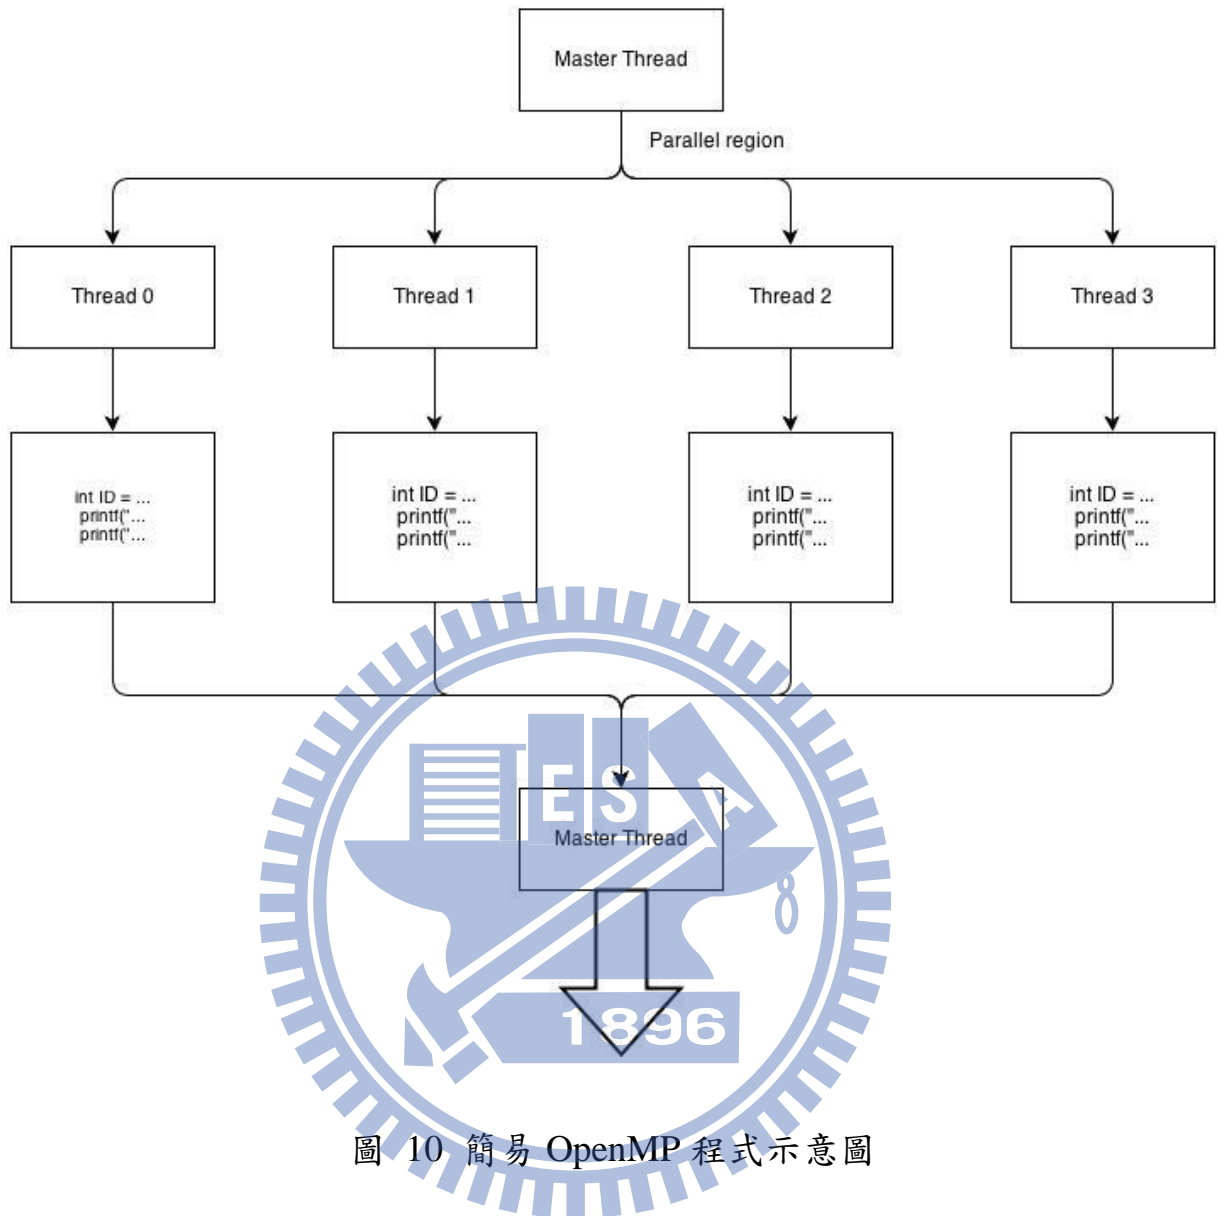 Master Thread
Parallel region
Thread 0
Thread 1
Thread 2
Thread 3
int ID = ...
printf("...
printf("...
int ID = ...
printf("...
printf("...
int ID = ...
printf("...
printf("...
int ID = ...
printf("...
printf("...
E S A
Master Thread
8
1896
圖 10 簡易 OpenMP 程式示意圖